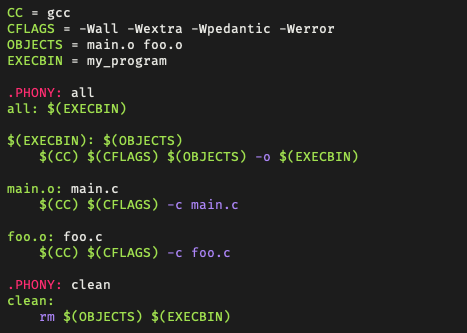 CC = gcc
CFLAGS = -Wall -Wextra -Wpedantic -Werror
OBJECTS = main.o foo.o
EXECBIN = my_program

.PHONY: all
all: $(EXECBIN)

$(EXECBIN): $(OBJECTS)
    $(CC) $(CFLAGS) $(OBJECTS) -o $(EXECBIN)

main.o: main.c
    $(CC) $(CFLAGS) -c main.c

foo.o: foo.c
    $(CC) $(CFLAGS) -c foo.c

.PHONY: clean
clean:
    rm $(OBJECTS) $(EXECBIN)